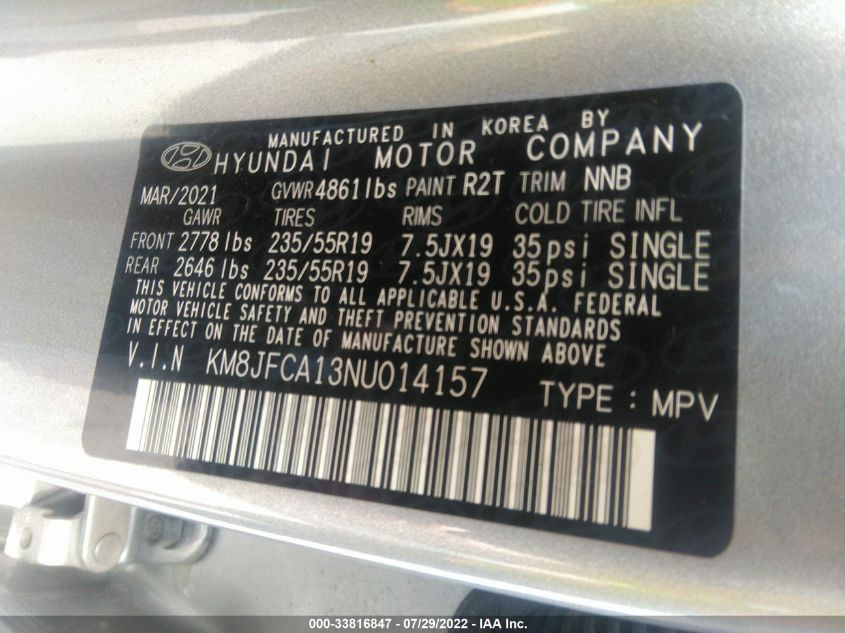 MANUFACTURED IN KOREA BY
HYUNDAI MOTOR COMPANY
MAR/2021 GVWR 4861lbs PAINT R2T TRIM NNB
GAWR TIRES RIMS COLD TIRE INFL
FRONT 2778 lbs 235/55R19 7.5JX19 35psi SINGLE
REAR 2646 lbs 235/55R19 7.5JX19 35psi SINGLE
THIS VEHICLE CONFORMS TO ALL APPLICABLE U.S.A. FEDERAL
MOTOR VEHICLE SAFETY AND THEFT PREVENTION STANDARDS
IN EFFECT ON THE DATE OF MANUFACTURE SHOWN ABOVE
V.I.N KM8JFCA13NU014157 TYPE : MPV
000-33816847 - 07/29/2022 - IAA Inc.